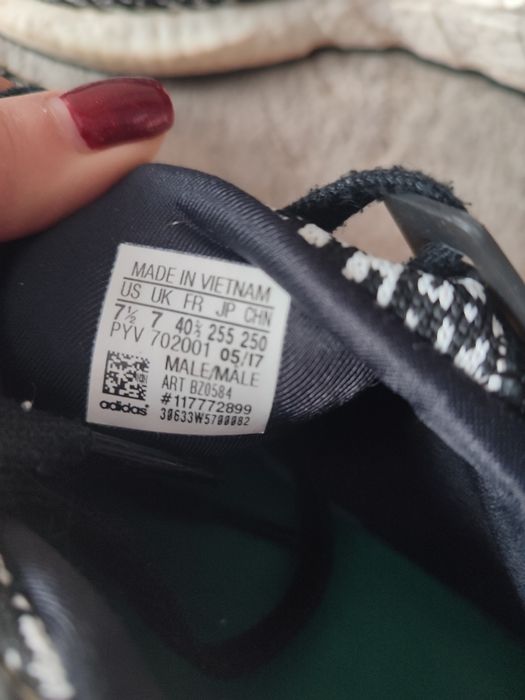 MADE IN VIETNAM
US UK FR JP CHN
7½ 7 40⅔ 255 250
PYV 702001 05/17
MALE/MALE
ART BZ0584
#117772899
adidas® 30633W5700082